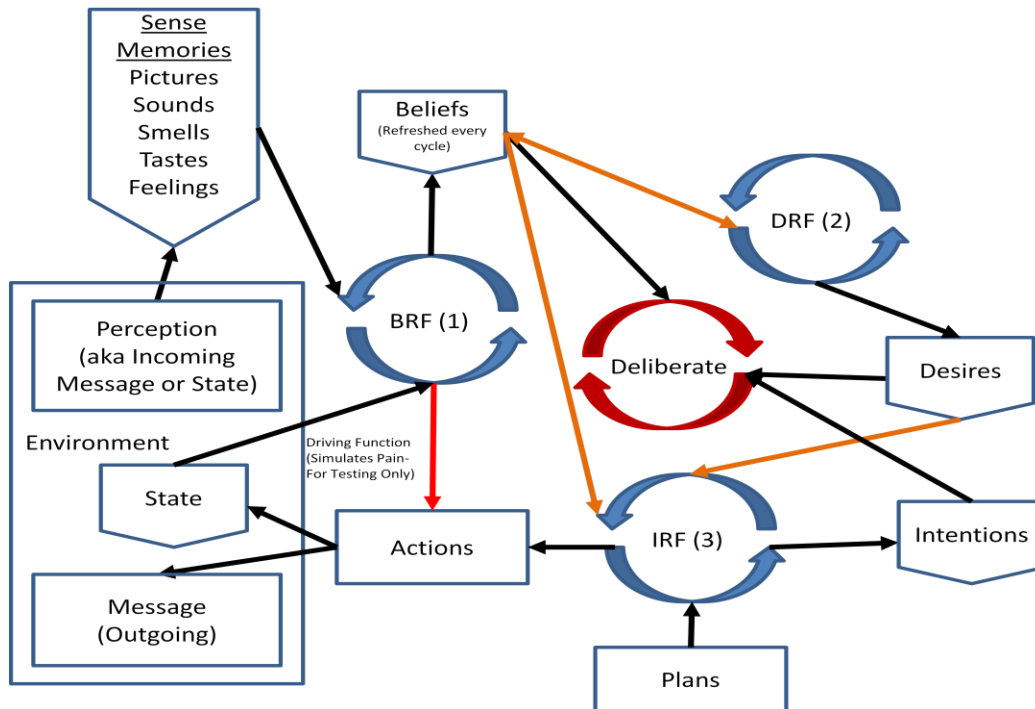 Sense
Memories
Pictures
Sounds
Smells
Tastes
Feelings
Beliefs
(Refreshed every
cycle)
DRF (2)
BRF (1)
Perception
(aka Incoming
Message or State)
Deliberate
Desires
Environment
Driving Function
(Simulates Pain-
For Testing Only)
State
Actions
IRF (3)
Intentions
Message
(Outgoing)
Plans